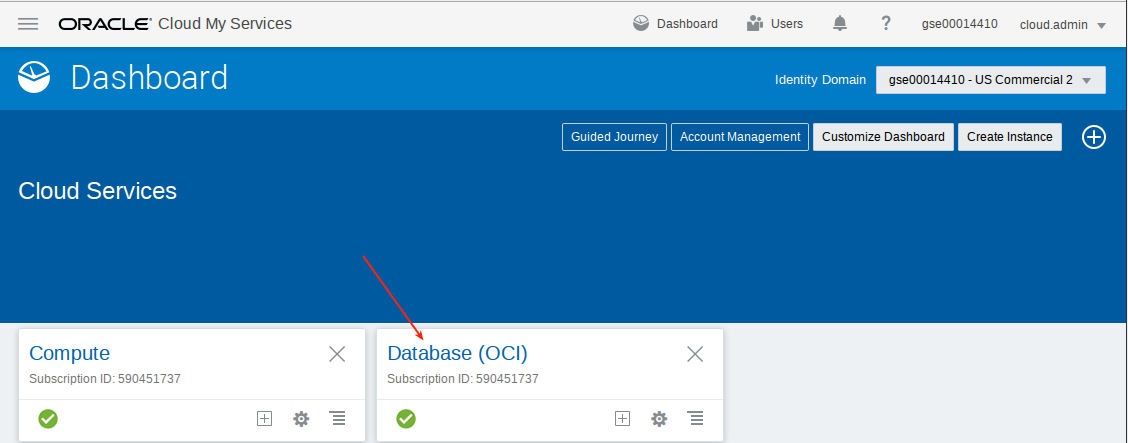 ORACLE Cloud My Services
Dashboard
Users
?
gse00014410
cloud.admin
Dashboard
Identity Domain
gse00014410 - US Commercial 2
Guided Journey
Account Management
Customize Dashboard
Create Instance
Cloud Services
Compute
Subscription ID: 590451737
Database (OCI)
Subscription ID: 590451737